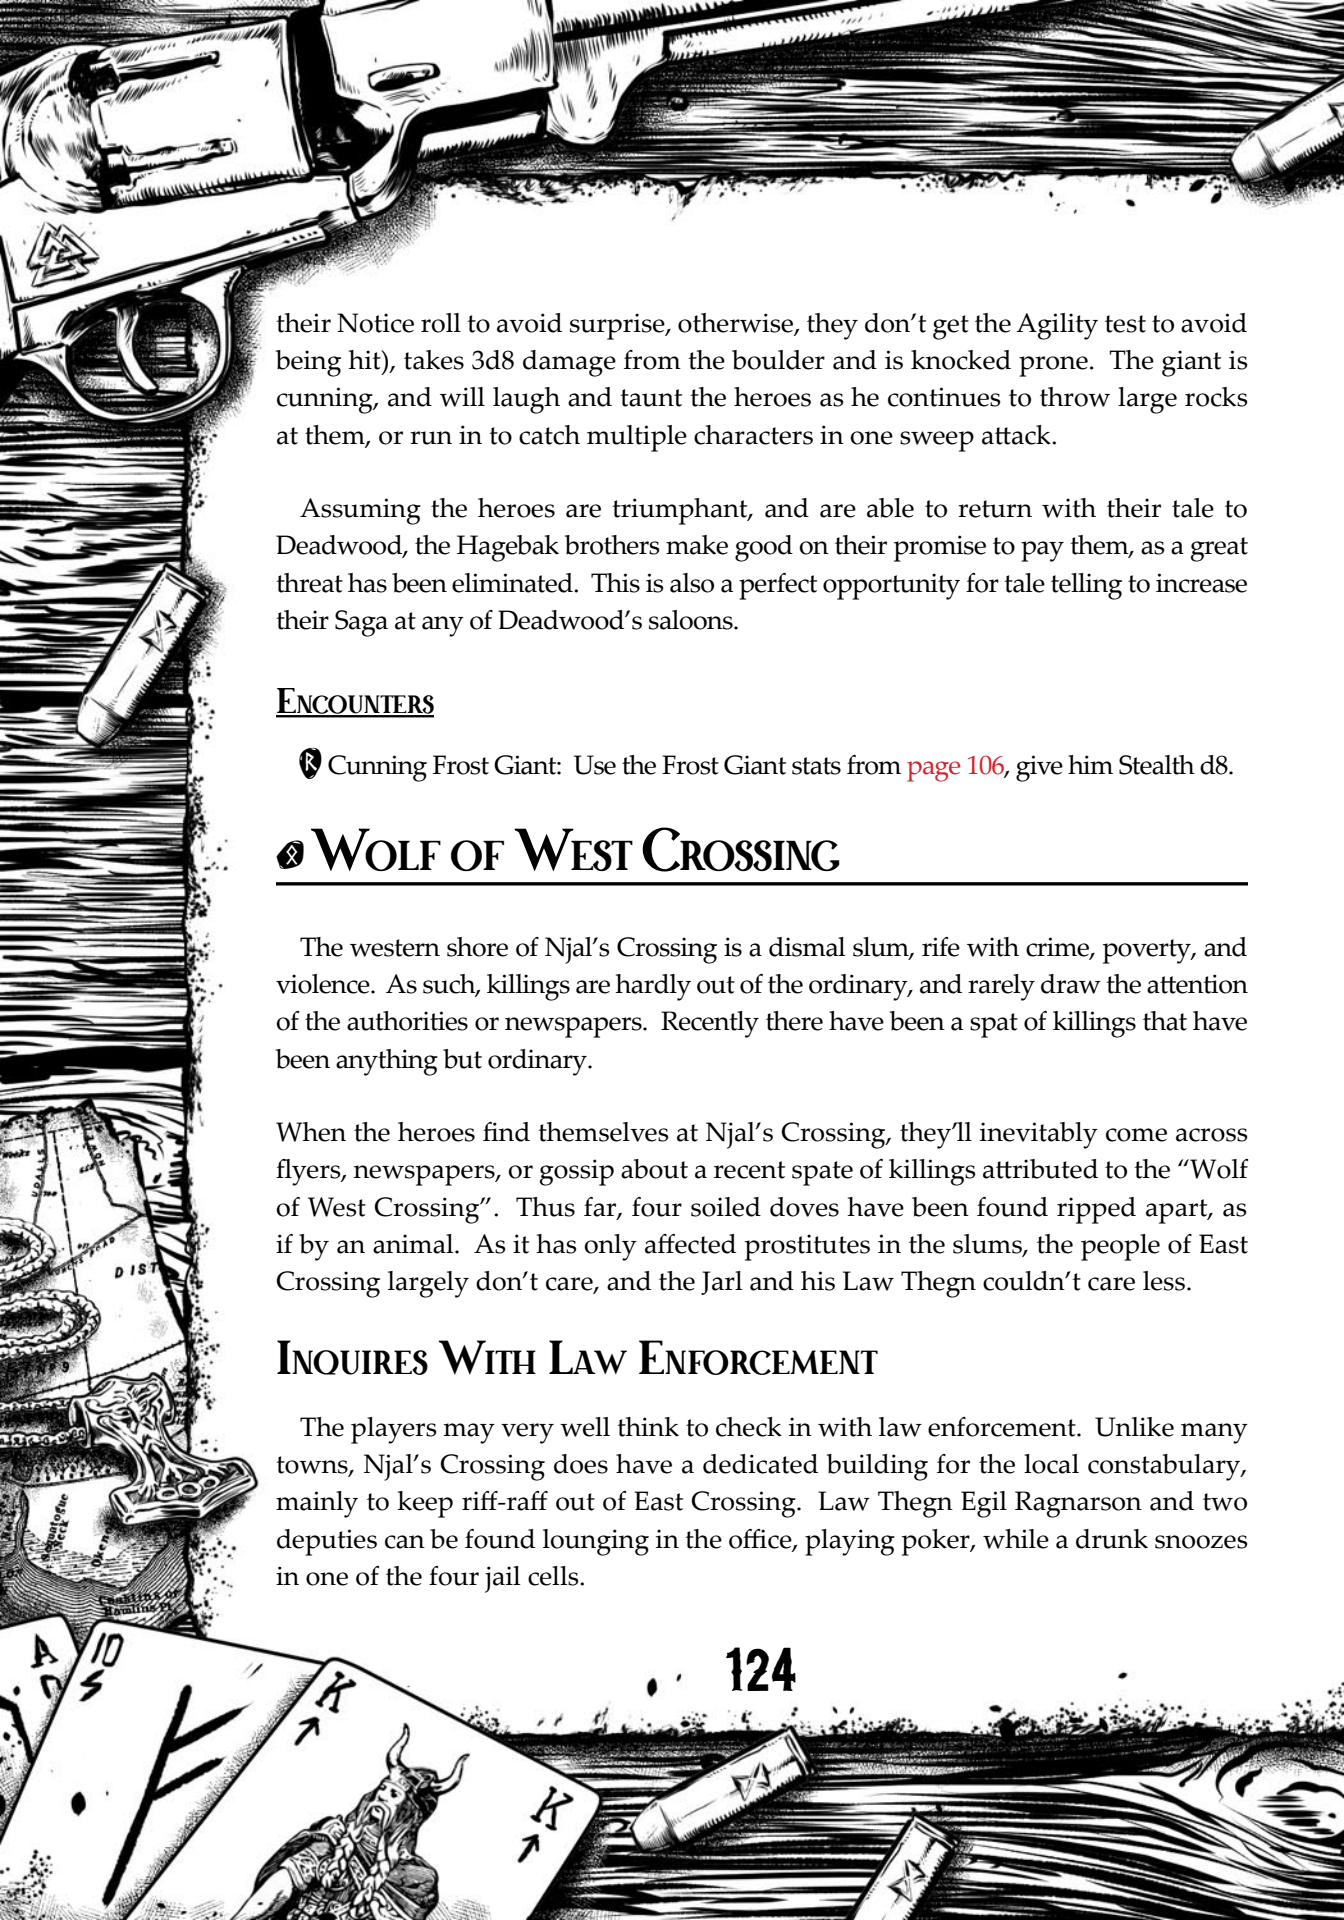 their Notice roll to avoid surprise, otherwise, they don't get the Agility test to avoid
being hit), takes 3d8 damage from the boulder and is knocked prone.  The giant is
cunning, and will laugh and taunt the heroes as he continues to throw large rocks
at them, or run in to catch multiple characters in one sweep attack.
Assuming the heroes are triumphant, and are able to return with their tale to
Deadwood, the Hagebak brothers make good on their promise to pay them, as a great
threat has been eliminated.  This is also a perfect opportunity for tale telling to increase
their Saga at any of Deadwood's saloons.
Encounters
Cunning Frost Giant:  Use the Frost Giant stats from page 106, give him Stealth d8.
Wolf of West Crossing
The western shore of Njal's Crossing is a dismal slum, rife with crime, poverty, and
violence.  As such, killings are hardly out of the ordinary, and rarely draw the attention
of the authorities or newspapers.  Recently there have been a spat of killings that have
been anything but ordinary.
When the heroes find themselves at Njal's Crossing, they'll inevitably come across
flyers, newspapers, or gossip about a recent spate of killings attributed to the "Wolf
of West Crossing".  Thus far, four soiled doves have been found ripped apart, as
if by an animal.  As it has only affected prostitutes in the slums, the people of East
Crossing largely don't care, and the Jarl and his Law Thegn couldn't care less.
Inquires With Law Enforcement
The players may very well think to check in with law enforcement.  Unlike many
towns, Njal's Crossing does have a dedicated building for the local constabulary,
mainly to keep riff-raff out of East Crossing.  Law Thegn Egil Ragnarson and two
deputies can be found lounging in the office, playing poker, while a drunk snoozes
in one of the four jail cells.
124
DIST
A
10
K
K